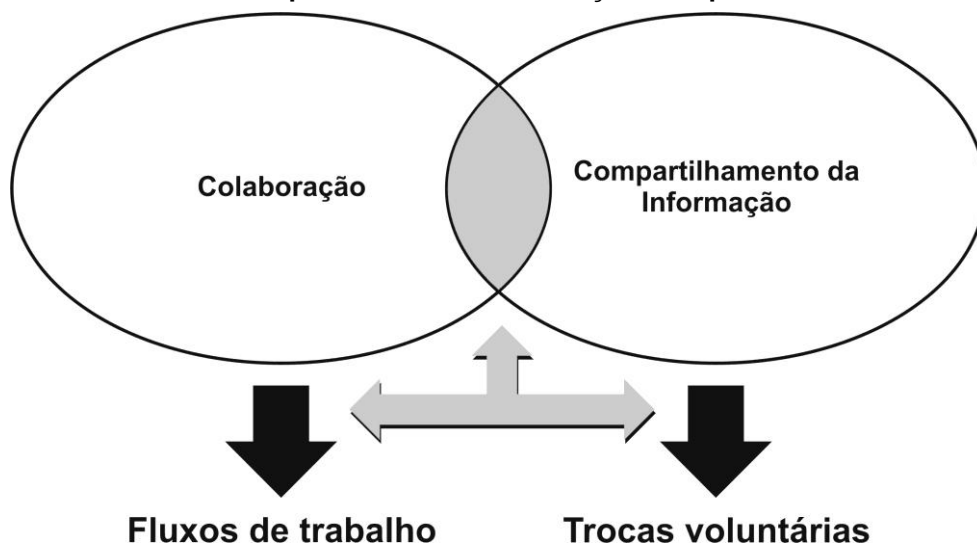 Colaboração
Compartilhamento da
Informação
Fluxos de trabalho
Trocas voluntárias